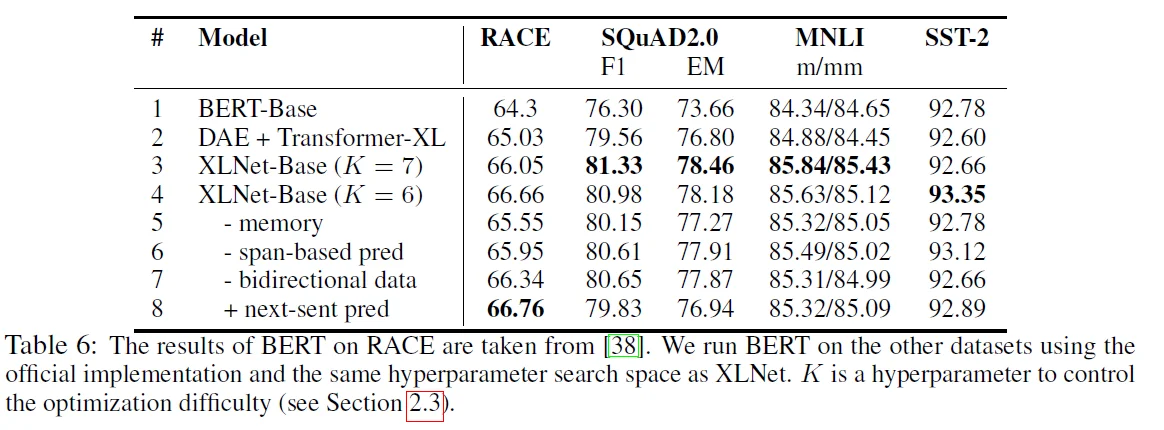 # Model RACE SQuAD2.0 MNLI SST-2
F1 EM m/mm
1 BERT-Base 64.3 76.30 73.66 84.34/84.65 92.78
2 DAE + Transformer-XL 65.03 79.56 76.80 84.88/84.45 92.60
3 XLNet-Base (K = 7) 66.05 81.33 78.46 85.84/85.43 92.66
4 XLNet-Base (K = 6) 66.66 80.98 78.18 85.63/85.12 93.35
5 - memory 65.55 80.15 77.27 85.32/85.05 92.78
6 - span-based pred 65.95 80.61 77.91 85.49/85.02 93.12
7 - bidirectional data 66.34 80.65 77.87 85.31/84.99 92.66
8 + next-sent pred 66.76 79.83 76.94 85.32/85.09 92.89
Table 6: The results of BERT on RACE are taken from [38]. We run BERT on the other datasets using the
official implementation and the same hyperparameter search space as XLNet. K is a hyperparameter to control
the optimization difficulty (see Section 2.3).